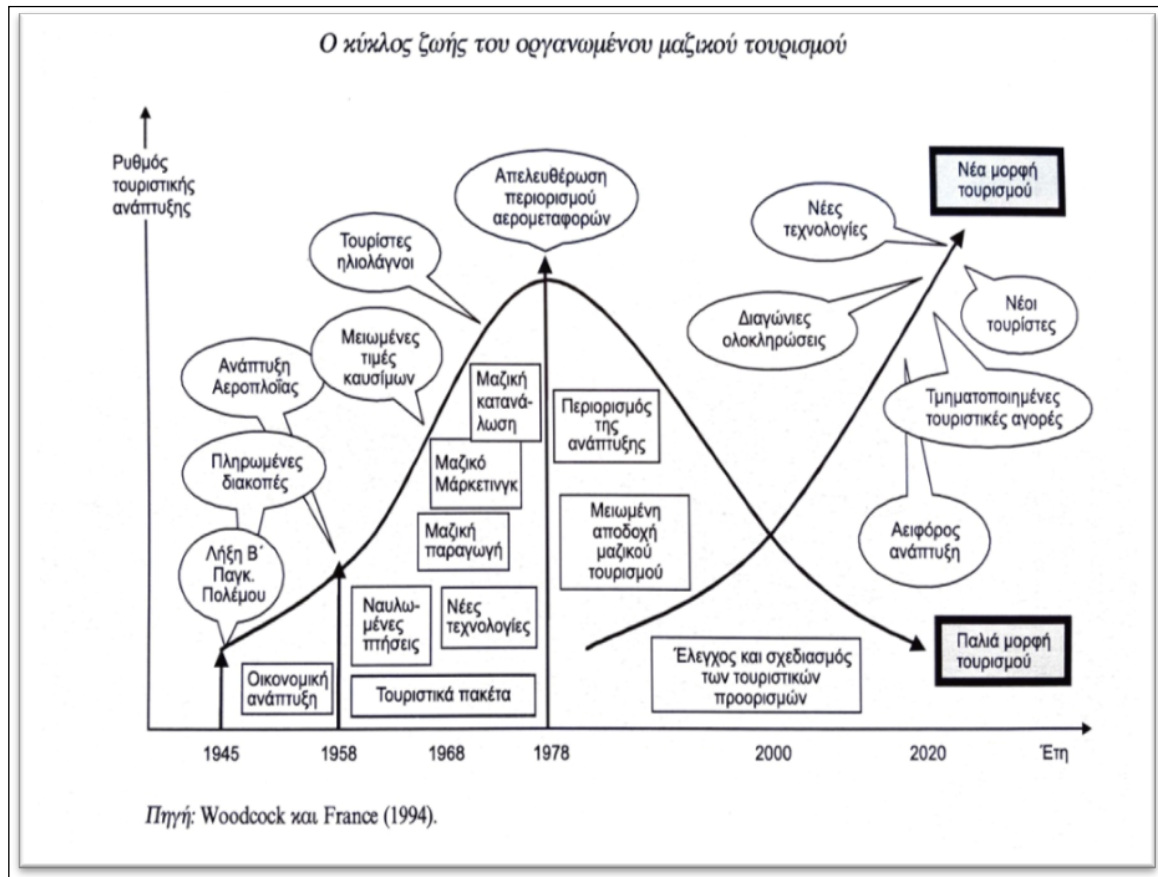 Ο κύκλος ζωής του οργανωμένου μαζικού τουρισμού
Ρυθμός
τουριστικής
ανάπτυξης
Απελευθέρωση
περιορισμού
αερομεταφορών
Νέα μορφή
τουρισμού
Νέες
τεχνολογίες
Τουρίστες
ηλιολάγνοι
Διαγώνιες
ολοκληρώσεις
Νέοι
τουρίστες
Μειωμένες
τιμές
καυσίμων
Ανάπτυξη
Αεροπλοΐας
Μαζική
κατανά-
λωση
Περιορισμός
της
ανάπτυξης
Τμηματοποιημένες
τουριστικές αγορές
Πληρωμένες
διακοπές
Μαζικό
Μάρκετινγκ
Μαζική
παραγωγή
Μειωμένη
αποδοχή
μαζικού
τουρισμού
Αειφόρος
ανάπτυξη
Λήξη Β΄
Παγκ.
Πολέμου
Ναυλω-
μένες
πτήσεις
Νέες
τεχνολογίες
Οικονομική
ανάπτυξη
Τουριστικά πακέτα
Έλεγχος και σχεδιασμός
των τουριστικών
προορισμών
Παλιά μορφή
τουρισμού
1945 1958 1968 1978 2000 2020 Έτη
Πηγή: Woodcock και France (1994).